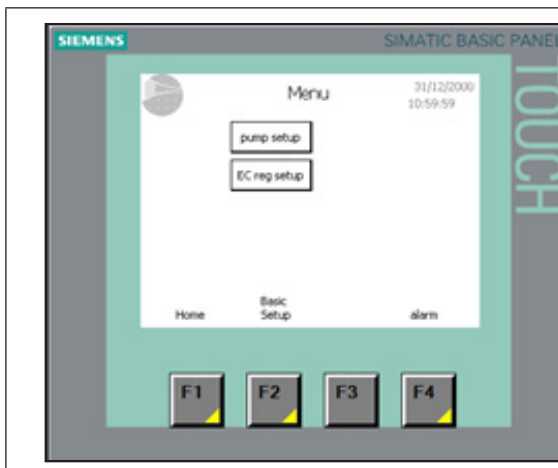 SIEMENS
SIMATIC BASIC PANEL
TOUCH
Menu
31/12/2000
10:59:59
pump setup
EC reg setup
Home
Basic
Setup
alarm
F1
F2
F3
F4